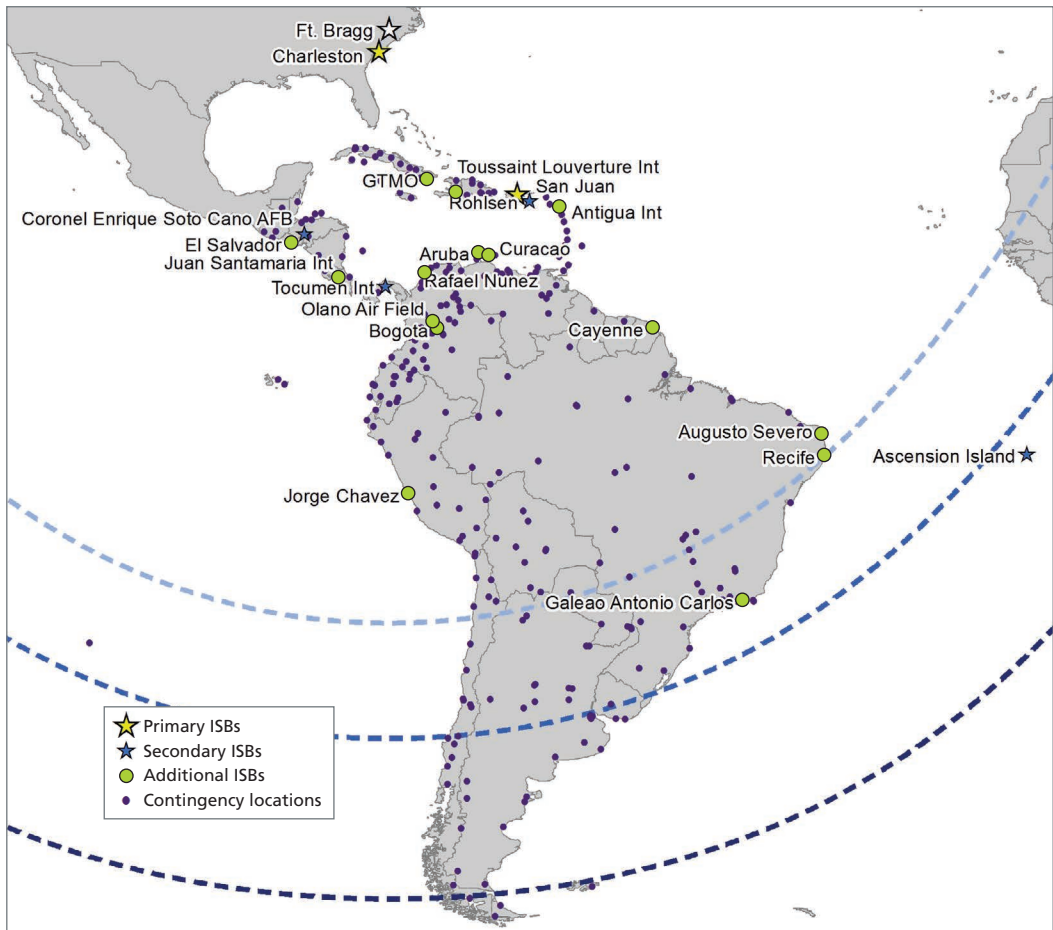 Ft. Bragg
Charleston
Toussaint Louverture Int
GTMO
San Juan
Rohlsen
Antigua Int
Coronel Enrique Soto Cano AFB
El Salvador
Juan Santamaria Int
Aruba
Curacao
Tocumen Int
Rafael Nunez
Olano Air Field
Bogota
Cayenne
Augusto Severo
Recife
Ascension Island
Jorge Chavez
Galeao Antonio Carlos
Primary ISBs
Secondary ISBs
Additional ISBs
Contingency locations